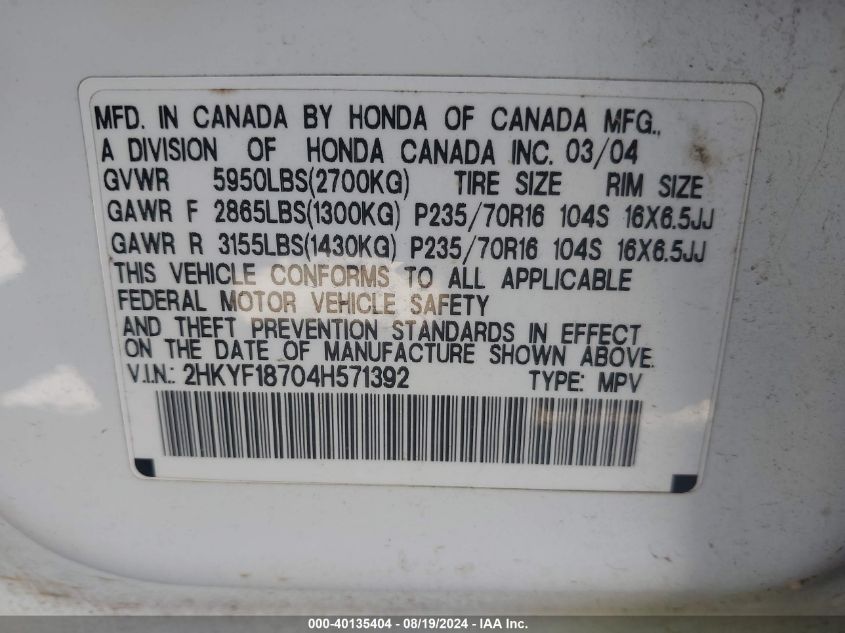 MFD. IN CANADA BY HONDA OF CANADA MFG.,
A DIVISION OF HONDA CANADA INC. 03/04
GVWR 5950LBS(2700KG) TIRE SIZE RIM SIZE
GAWR F 2865LBS(1300KG) P235/70R16 104S 16X6.5JJ
GAWR R 3155LBS(1430KG) P235/70R16 104S 16X6.5JJ
THIS VEHICLE CONFORMS TO ALL APPLICABLE
FEDERAL MOTOR VEHICLE SAFETY
AND THEFT PREVENTION STANDARDS IN EFFECT
ON THE DATE OF MANUFACTURE SHOWN ABOVE.
V.I.N.: 2HKYF18704H571392 TYPE: MPV
000-40135404 - 08/19/2024 - IAA Inc.